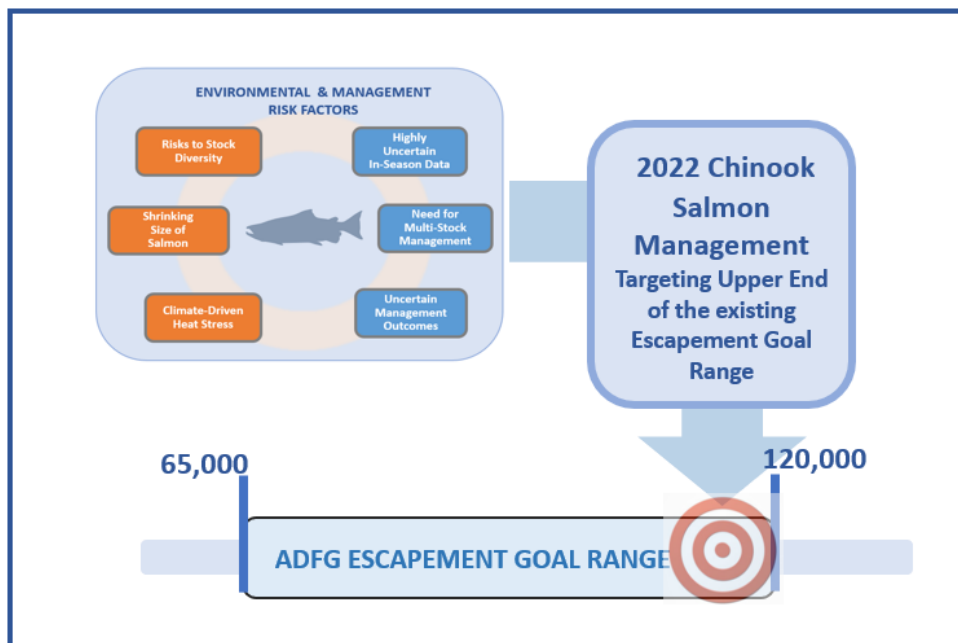 ENVIRONMENTAL & MANAGEMENT
RISK FACTORS
Risks to Stock
Diversity
Highly
Uncertain
In-Season Data
Shrinking
Size of
Salmon
Need for
Multi-Stock
Management
Climate-Driven
Heat Stress
Uncertain
Management
Outcomes
2022 Chinook
Salmon
Management
Targeting Upper End
of the existing
Escapement Goal
Range
65,000
120,000
ADFG ESCAPEMENT GOAL RANGE